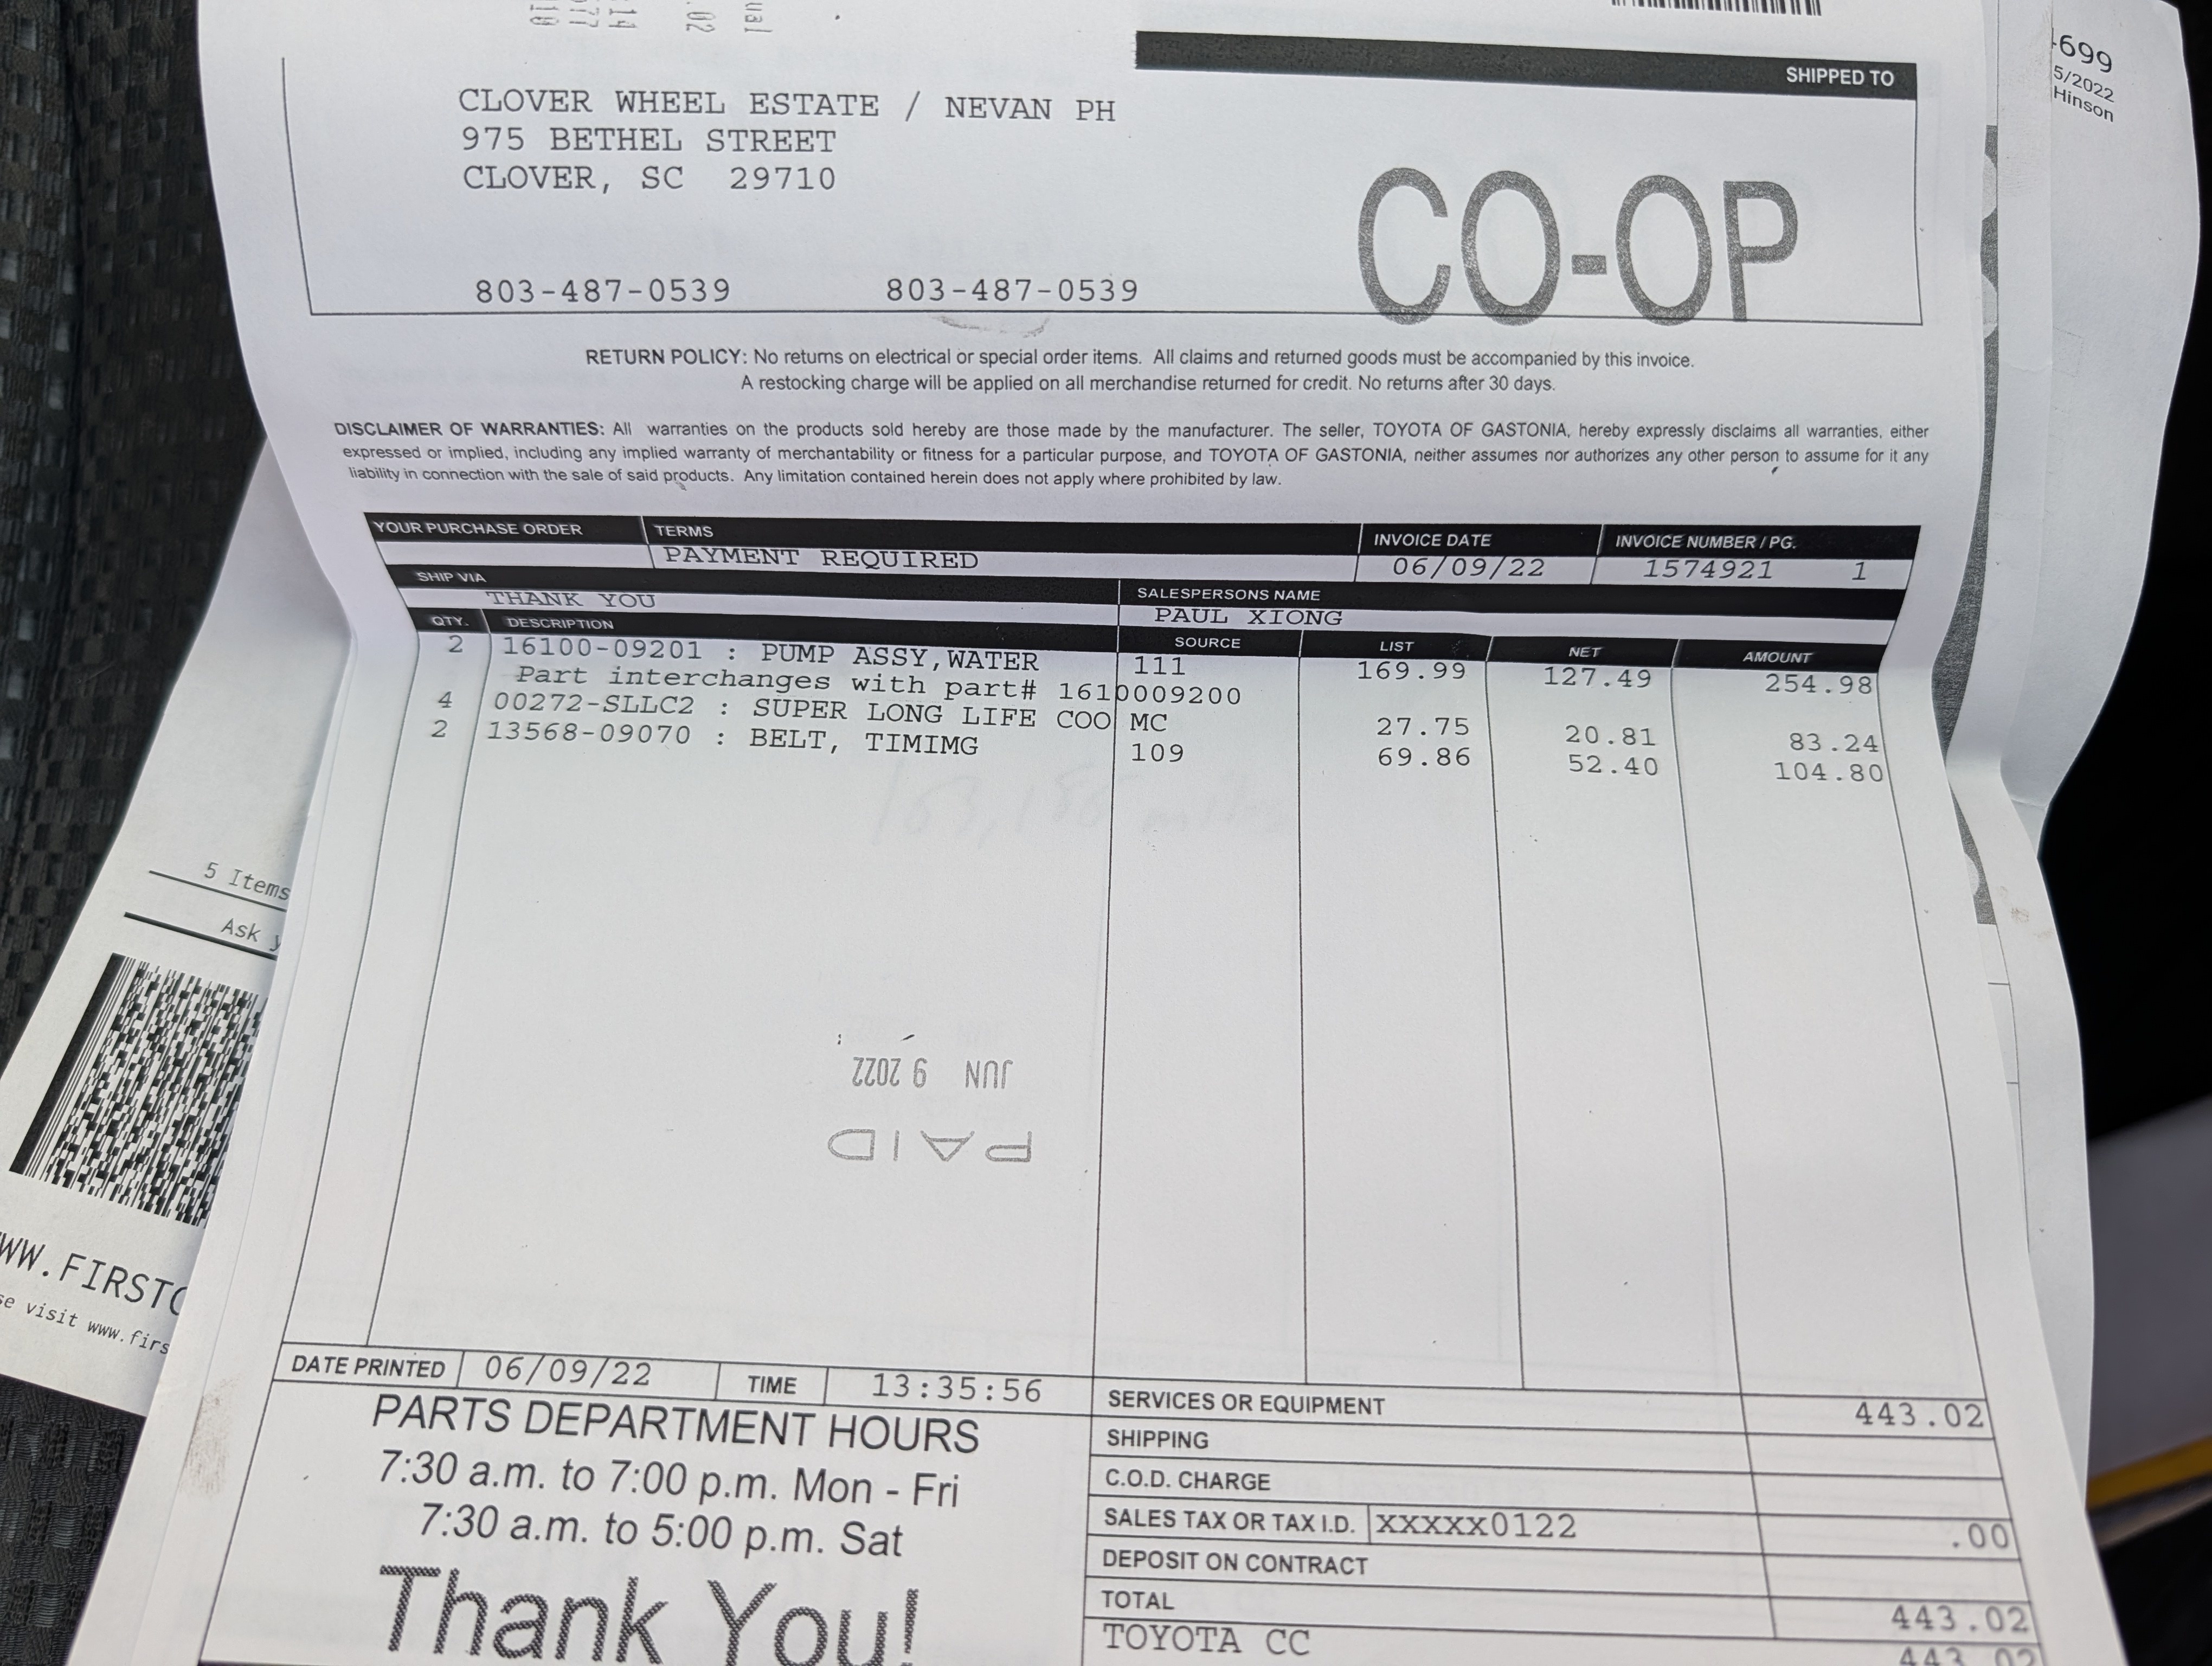 4699
5/2022
Hinson
SHIPPED TO
CLOVER WHEEL ESTATE / NEVAN PH
975 BETHEL STREET
CLOVER, SC 29710
CO-OP
803-487-0539 803-487-0539
RETURN POLICY: No returns on electrical or special order items. All claims and returned goods must be accompanied by this invoice.
A restocking charge will be applied on all merchandise returned for credit. No returns after 30 days.
DISCLAIMER OF WARRANTIES: All warranties on the products sold hereby are those made by the manufacturer. The seller, TOYOTA OF GASTONIA, hereby expressly disclaims all warranties, either
expressed or implied, including any implied warranty of merchantability or fitness for a particular purpose, and TOYOTA OF GASTONIA, neither assumes nor authorizes any other person to assume for it any
liability in connection with the sale of said products. Any limitation contained herein does not apply where prohibited by law.
YOUR PURCHASE ORDER TERMS INVOICE DATE INVOICE NUMBER / PG.
PAYMENT REQUIRED 06/09/22 1574921 1
SHIP VIA SALESPERSONS NAME
THANK YOU PAUL XIONG
QTY. DESCRIPTION SOURCE LIST NET AMOUNT
2 16100-09201 : PUMP ASSY,WATER 111 169.99 127.49 254.98
Part interchanges with part# 1610009200
4 00272-SLLC2 : SUPER LONG LIFE COO MC 27.75 20.81 83.24
2 13568-09070 : BELT, TIMIMG 109 69.86 52.40 104.80
5 Items
Ask
JUN 9 2022
PAID
WW.FIRSTC
se visit www.firs
DATE PRINTED 06/09/22 TIME 13:35:56
PARTS DEPARTMENT HOURS
7:30 a.m. to 7:00 p.m. Mon - Fri
7:30 a.m. to 5:00 p.m. Sat
Thank You!
SERVICES OR EQUIPMENT 443.02
SHIPPING
C.O.D. CHARGE
SALES TAX OR TAX I.D. XXXXX0122 .00
DEPOSIT ON CONTRACT
TOTAL 443.02
TOYOTA CC 443.02